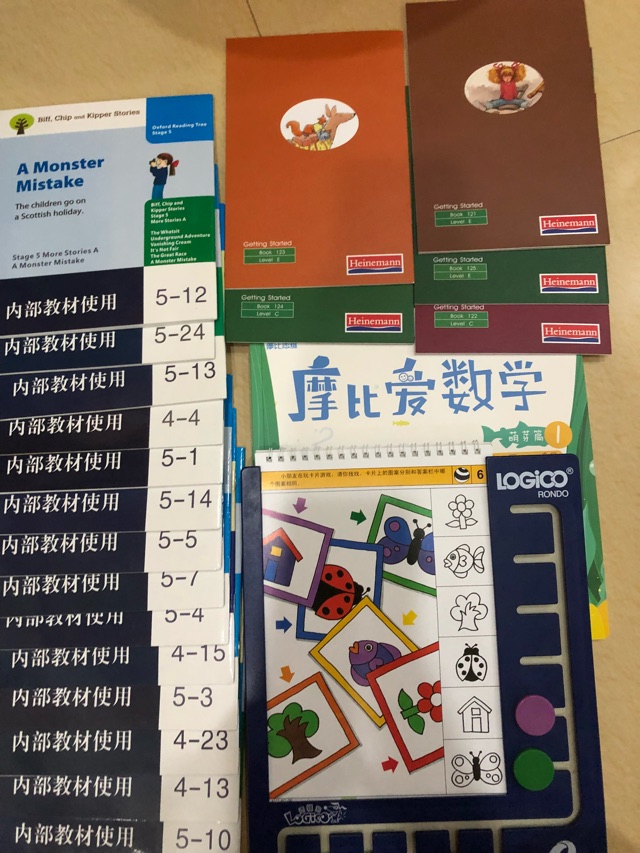 Biff, Chip and Kipper Stories
Oxford Reading Tree
Stage 5
A Monster
Mistake
The children go on
a Scottish holiday.
Biff, Chip and
Kipper Stories
Stage 5
More Stories A
The Whatsit
Underground Adventure
Vanishing Cream
It's Not Fair
The Great Race
A Monster Mistake
Stage 5 More Stories A
A Monster Mistake
内部教材使用 5-12
内部教材使用 5-24
内部教材使用 5-13
内部教材使用 4-4
内部教材使用 5-1
内部教材使用 5-14
内部教材使用 5-5
内部教材使用 5-7
内部教材使用 5-4
内部教材使用 4-15
内部教材使用 5-3
内部教材使用 4-23
内部教材使用 4-13
内部教材使用 5-10
Getting Started
Book 123
Level E
Heinemann
Getting Started
Book 124
Level C
Heinemann
Getting Started
Book 121
Level E
Heinemann
Getting Started
Book 125
Level E
Heinemann
Getting Started
Book 122
Level C
Heinemann
摩比爱数学
萌芽篇 1
6
LOGICO®
RONDO
LOGICO